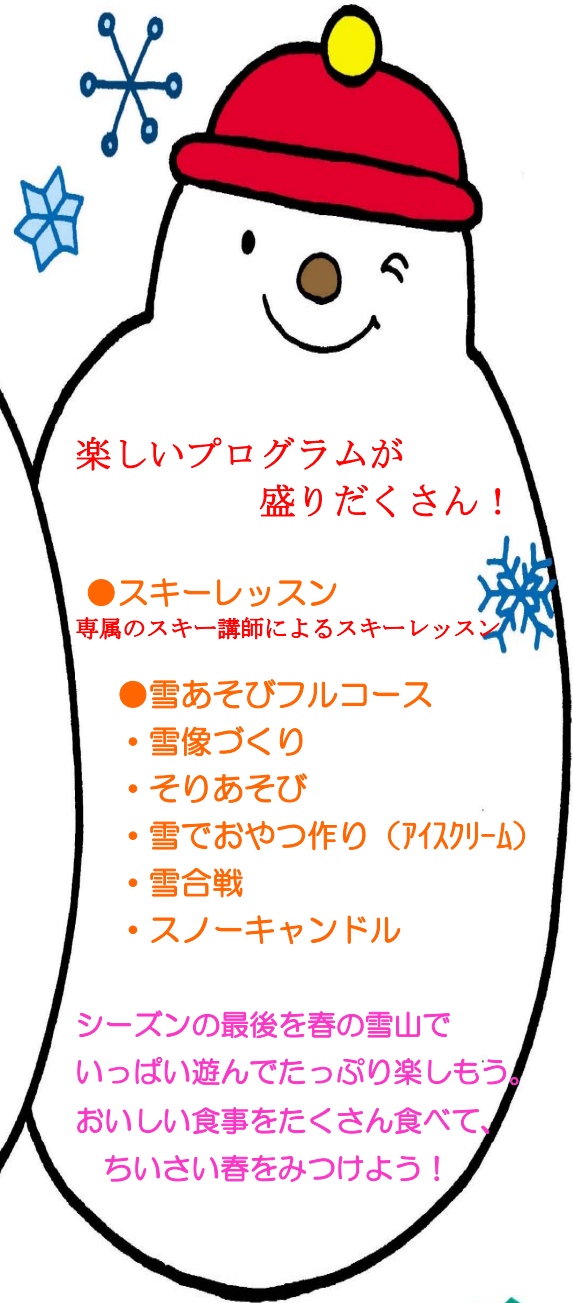 楽しいプログラムが
盛りだくさん！
●スキーレッスン
専属のスキー講師によるスキーレッスン
●雪あそびフルコース
・雪像づくり
・そりあそび
・雪でおやつ作り（ｱｲｽｸﾘｰﾑ）
・雪合戦
・スノーキャンドル
シーズンの最後を春の雪山で
いっぱい遊んでたっぷり楽しもう。
おいしい食事をたくさん食べて、
ちいさい春をみつけよう！